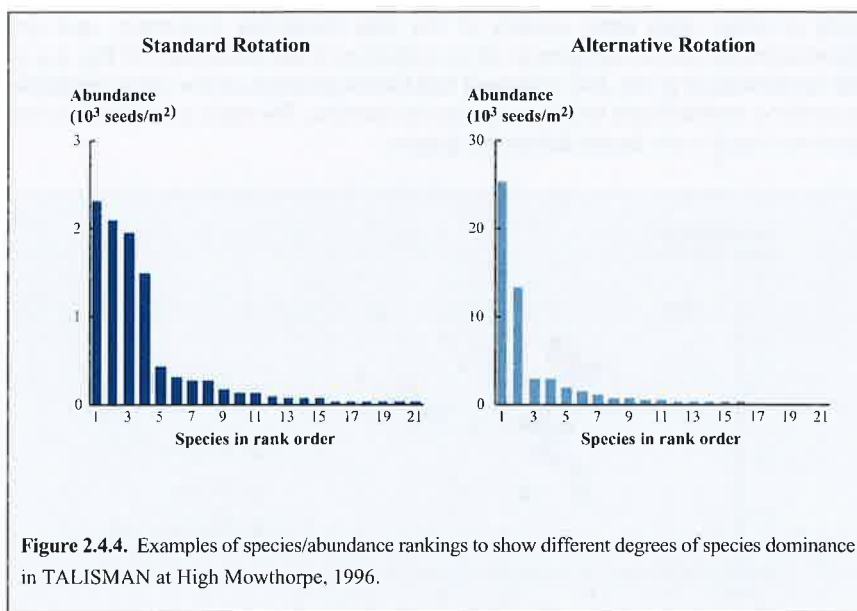 Standard Rotation
Abundance
(10³ seeds/m²)
3
2
1
0
1 3 5 7 9 11 13 15 17 19 21
Species in rank order
Alternative Rotation
Abundance
(10³ seeds/m²)
30
20
10
0
1 3 5 7 9 11 13 15 17 19 21
Species in rank order
Figure 2.4.4. Examples of species/abundance rankings to show different degrees of species dominance
in TALISMAN at High Mowthorpe, 1996.